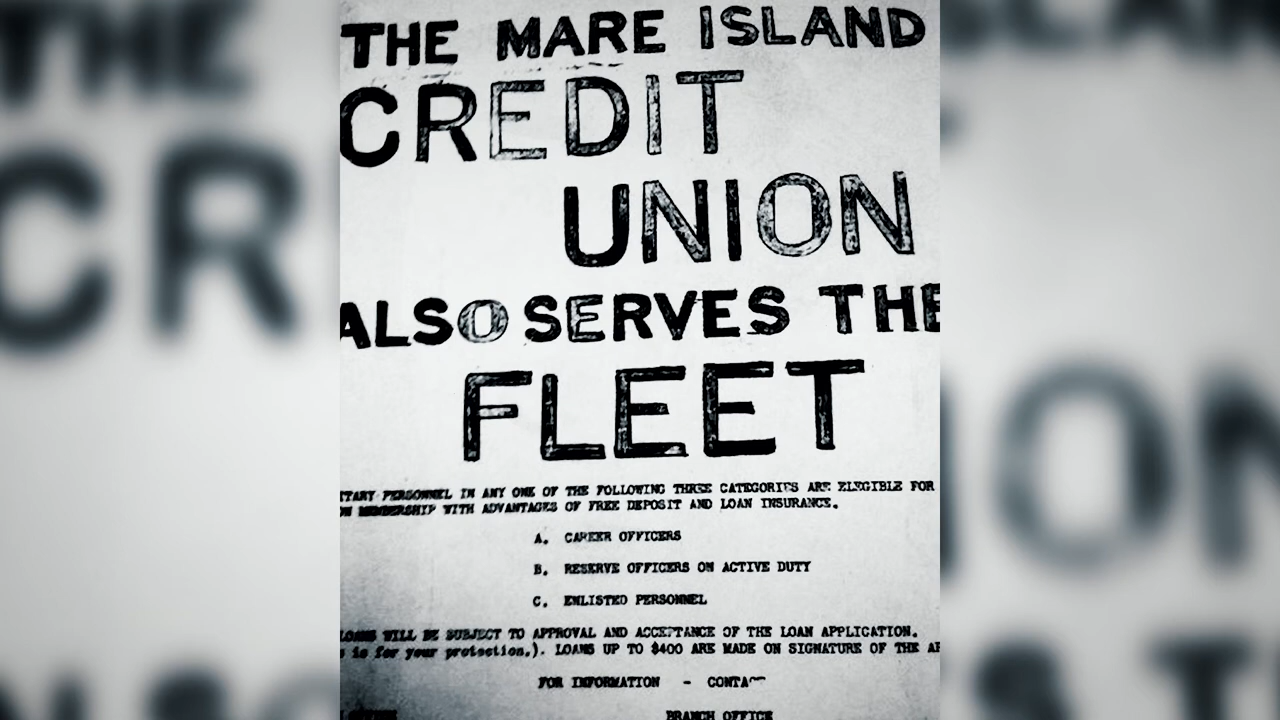 THE MARE ISLAND
CREDIT
UNION
ALSO SERVES THE
FLEET
PERSONNEL IN ANY ONE OF THE FOLLOWING THREE CATEGORIES ARE ELIGIBLE FOR
MEMBERSHIP WITH ADVANTAGES OF FREE DEPOSIT AND LOAN INSURANCE.
A. CAREER OFFICERS
B. RESERVE OFFICERS ON ACTIVE DUTY
C. ENLISTED PERSONNEL
LOANS WILL BE SUBJECT TO APPROVAL AND ACCEPTANCE OF THE LOAN APPLICATION.
is for your protection.). LOANS UP TO $400 ARE MADE ON SIGNATURE OF THE
FOR INFORMATION - CONTACT
BRANCH OFFICE